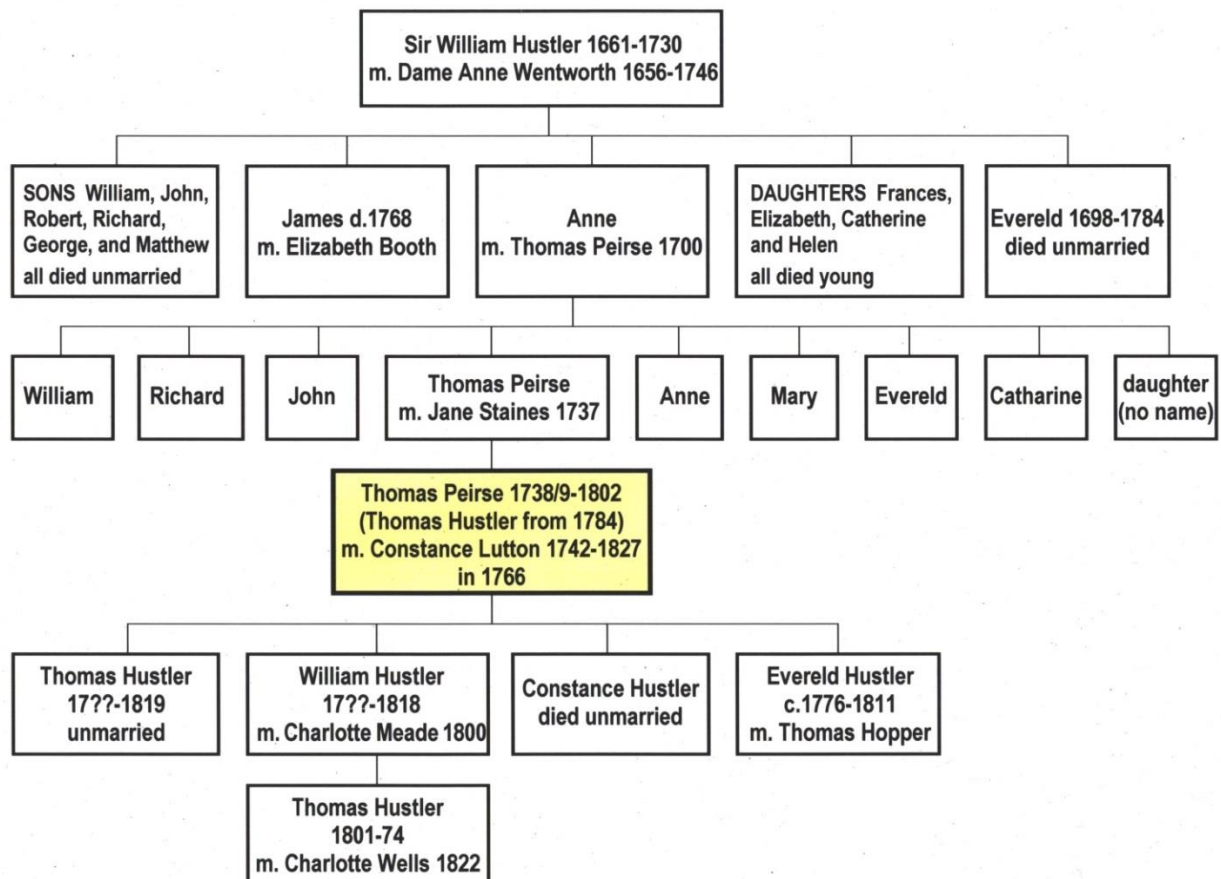 Sir William Hustler 1661-1730
m. Dame Anne Wentworth 1656-1746
SONS William, John,
Robert, Richard,
George, and Matthew
all died unmarried
James d.1768
m. Elizabeth Booth
Anne
m. Thomas Peirse 1700
DAUGHTERS Frances,
Elizabeth, Catherine
and Helen
all died young
Evereld 1698-1784
died unmarried
William
Richard
John
Thomas Peirse
m. Jane Staines 1737
Anne
Mary
Evereld
Catharine
daughter
(no name)
Thomas Peirse 1738/9-1802
(Thomas Hustler from 1784)
m. Constance Lutton 1742-1827
in 1766
Thomas Hustler
17??-1819
unmarried
William Hustler
17??-1818
m. Charlotte Meade 1800
Constance Hustler
died unmarried
Evereld Hustler
c.1776-1811
m. Thomas Hopper
Thomas Hustler
1801-74
m. Charlotte Wells 1822